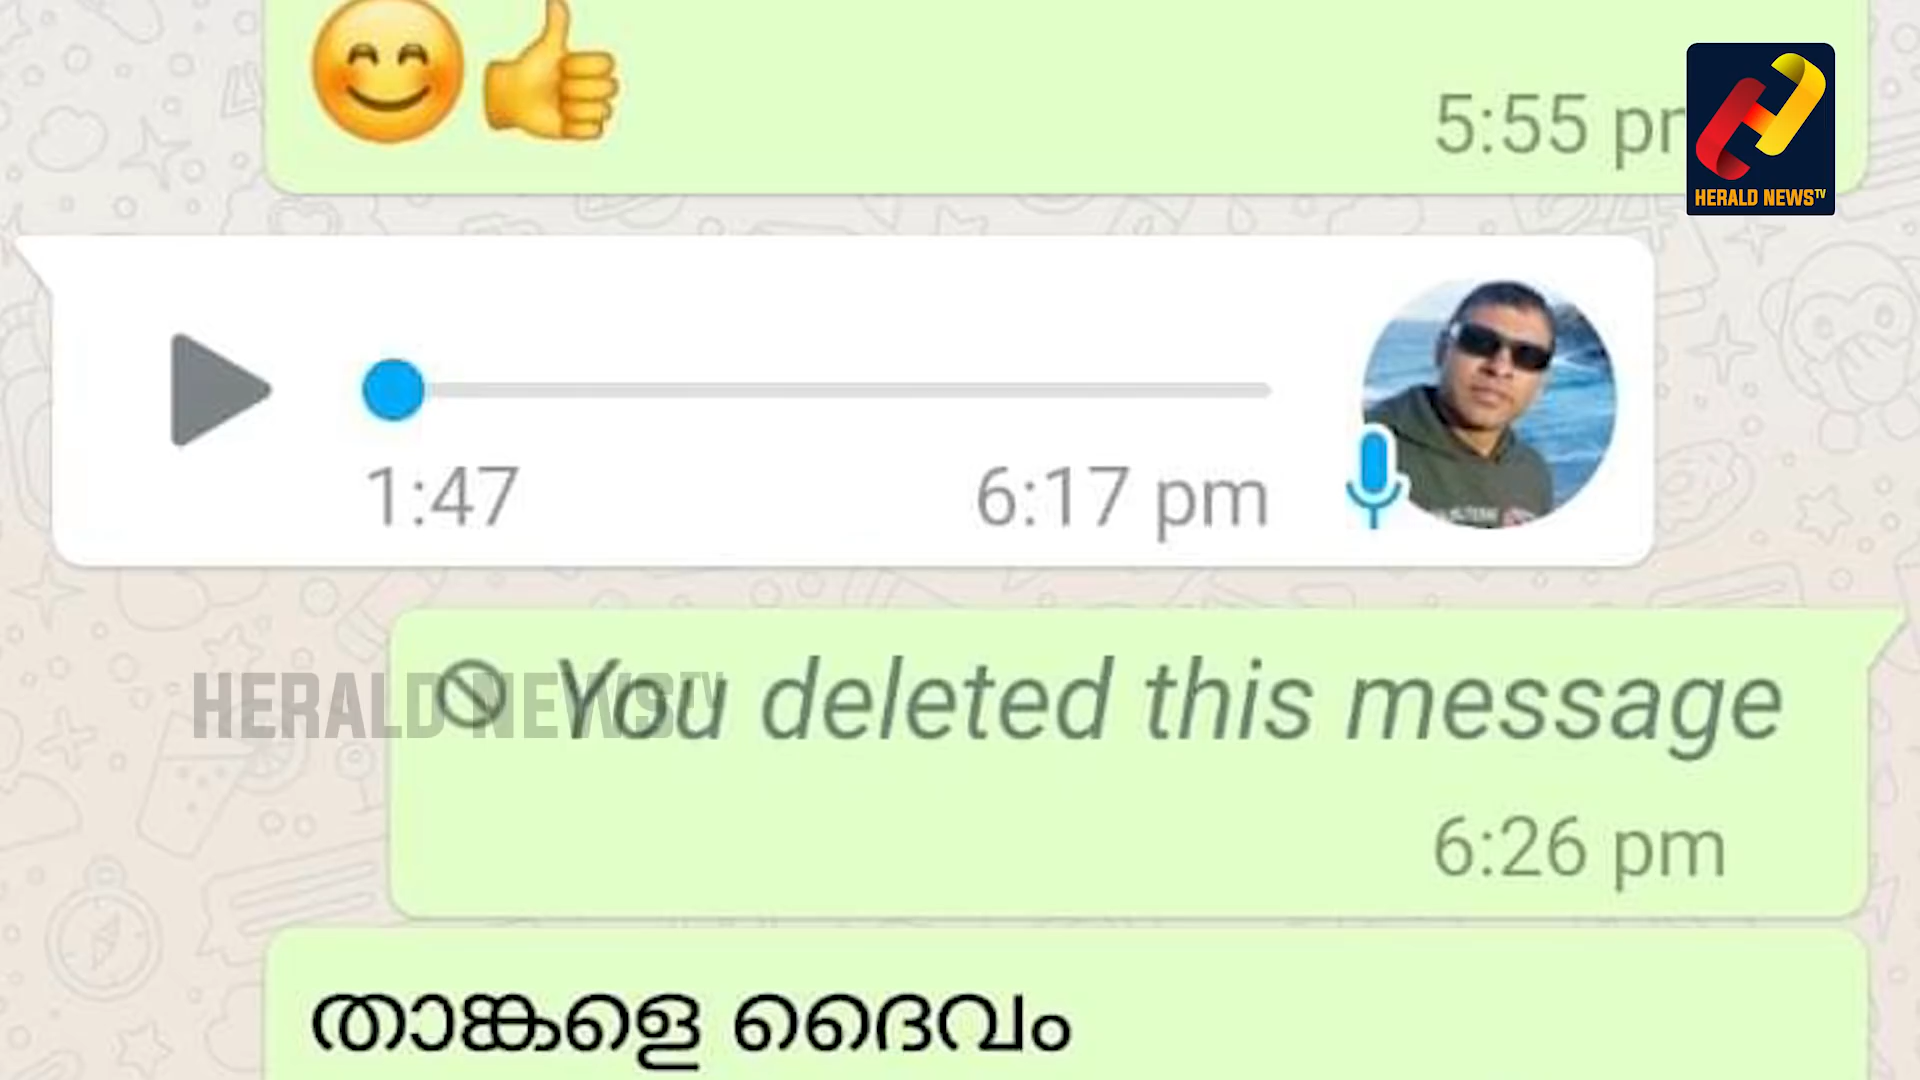 😊👍
5:55 pm
HERALD NEWS TV
1:47
6:17 pm
You deleted this message
HERALD NEWS TV
6:26 pm
താങ്കളെ ദൈവം